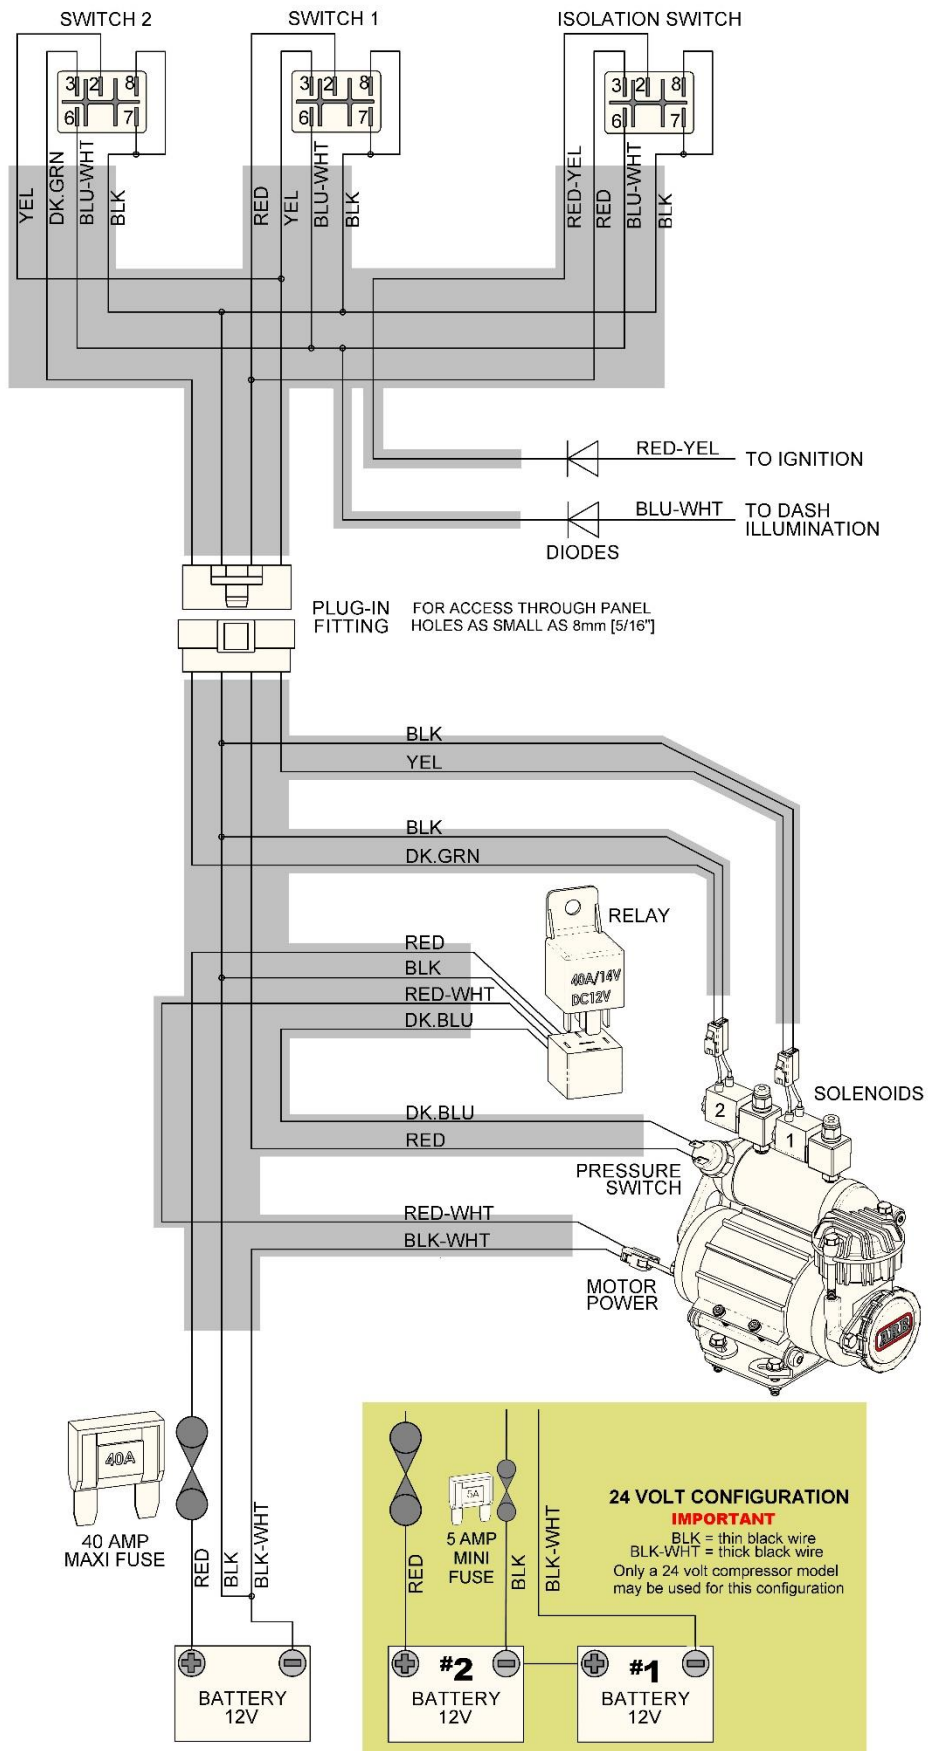 SWITCH 2
SWITCH 1
ISOLATION SWITCH
3 2 8
6 7
3 2 8
6 7
3 2 8
6 7
YEL
DK.GRN
BLU-WHT
BLK
RED
YEL
BLU-WHT
BLK
RED-YEL
RED
BLU-WHT
BLK
RED-YEL
TO IGNITION
BLU-WHT
TO DASH
ILLUMINATION
DIODES
PLUG-IN
FITTING
FOR ACCESS THROUGH PANEL
HOLES AS SMALL AS 8mm [5/16"]
BLK
YEL
BLK
DK.GRN
RELAY
40A/14V
DC12V
RED
BLK
RED-WHT
DK.BLU
SOLENOIDS
2
1
DK.BLU
RED
PRESSURE
SWITCH
RED-WHT
BLK-WHT
MOTOR
POWER
ARB
40A
40 AMP
MAXI FUSE
RED
BLK
BLK-WHT
BATTERY
12V
5A
5 AMP
MINI
FUSE
RED
BLK
BLK-WHT
24 VOLT CONFIGURATION
IMPORTANT
BLK = thin black wire
BLK-WHT = thick black wire
Only a 24 volt compressor model
may be used for this configuration
#2
BATTERY
12V
#1
BATTERY
12V